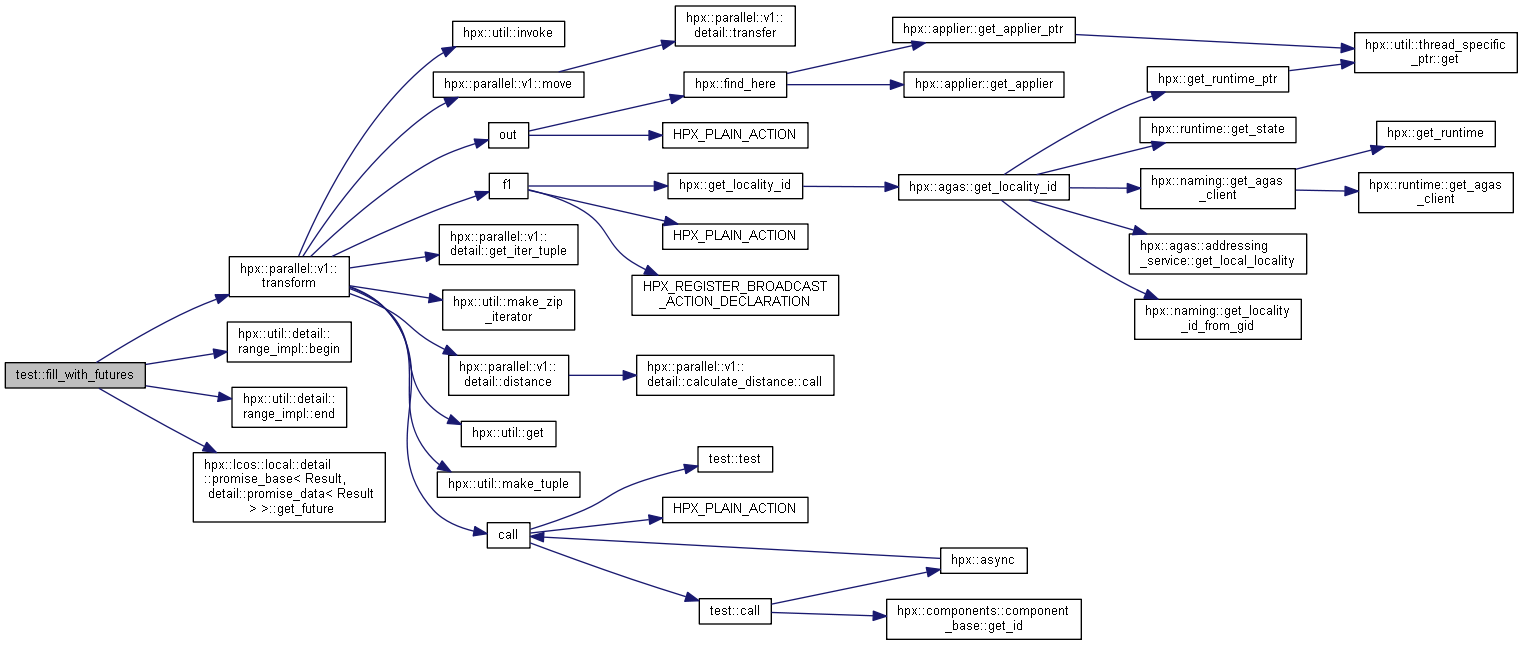 test::fill_with_futures
hpx::parallel::v1::
transform
hpx::util::detail::
range_impl::begin
hpx::util::detail::
range_impl::end
hpx::lcos::local::detail
::promise_base< Result,
detail::promise_data< Result
> >::get_future
hpx::util::invoke
hpx::parallel::v1::move
out
f1
hpx::parallel::v1::
detail::get_iter_tuple
hpx::util::make_zip
_iterator
hpx::parallel::v1::
detail::distance
hpx::util::get
hpx::util::make_tuple
call
hpx::parallel::v1::
detail::transfer
hpx::find_here
HPX_PLAIN_ACTION
hpx::get_locality_id
HPX_PLAIN_ACTION
HPX_REGISTER_BROADCAST
_ACTION_DECLARATION
hpx::parallel::v1::
detail::calculate_distance::call
test::test
HPX_PLAIN_ACTION
test::call
hpx::applier::get_applier_ptr
hpx::applier::get_applier
hpx::agas::get_locality_id
hpx::async
hpx::components::component
_base::get_id
hpx::get_runtime_ptr
hpx::runtime::get_state
hpx::naming::get_agas
_client
hpx::agas::addressing
_service::get_local_locality
hpx::naming::get_locality
_id_from_gid
hpx::util::thread_specific
_ptr::get
hpx::get_runtime
hpx::runtime::get_agas
_client